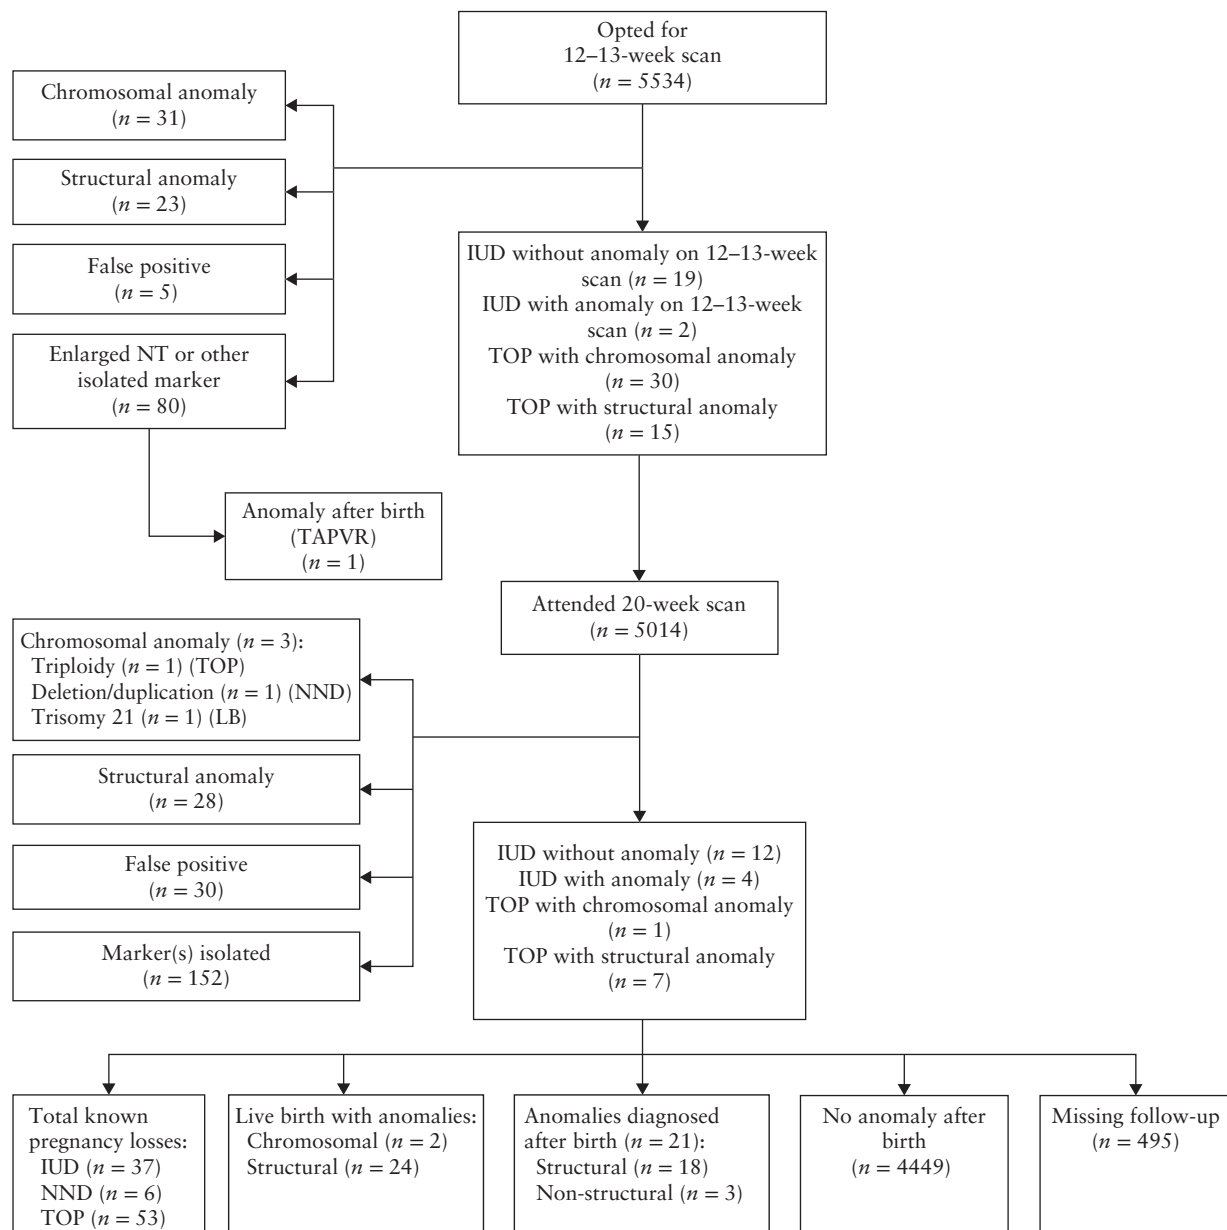 Opted for
12–13-week scan
(n = 5534)
Chromosomal anomaly
(n = 31)
Structural anomaly
(n = 23)
False positive
(n = 5)
Enlarged NT or other
isolated marker
(n = 80)
IUD without anomaly on 12–13-week
scan (n = 19)
IUD with anomaly on 12–13-week
scan (n = 2)
TOP with chromosomal anomaly
(n = 30)
TOP with structural anomaly
(n = 15)
Anomaly after birth
(TAPVR)
(n = 1)
Attended 20-week scan
(n = 5014)
Chromosomal anomaly (n = 3):
Triploidy (n = 1) (TOP)
Deletion/duplication (n = 1) (NND)
Trisomy 21 (n = 1) (LB)
Structural anomaly
(n = 28)
False positive
(n = 30)
Marker(s) isolated
(n = 152)
IUD without anomaly (n = 12)
IUD with anomaly (n = 4)
TOP with chromosomal anomaly
(n = 1)
TOP with structural anomaly
(n = 7)
Total known
pregnancy losses:
IUD (n = 37)
NND (n = 6)
TOP (n = 53)
Live birth with anomalies:
Chromosomal (n = 2)
Structural (n = 24)
Anomalies diagnosed
after birth (n = 21):
Structural (n = 18)
Non-structural (n = 3)
No anomaly after
birth
(n = 4449)
Missing follow-up
(n = 495)